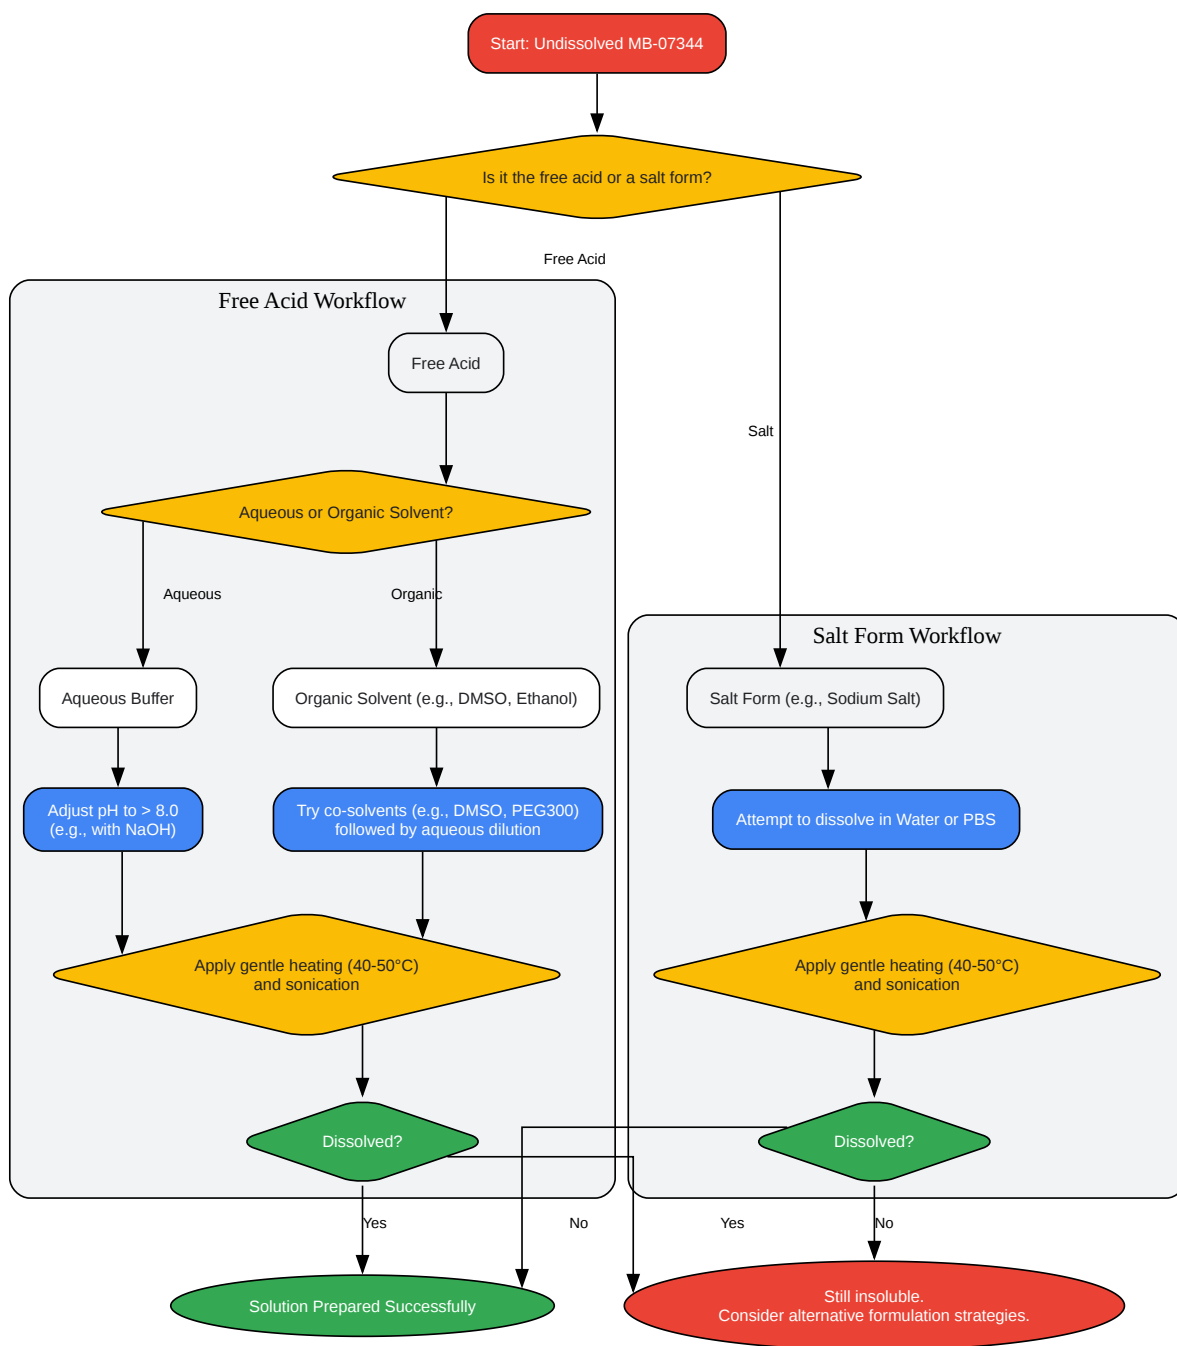 Start: Undissolved MB-07344
Is it the free acid or a salt form?
Free Acid
Free Acid Workflow
Free Acid
Salt
Aqueous or Organic Solvent?
Aqueous
Organic
Salt Form Workflow
Aqueous Buffer
Organic Solvent (e.g., DMSO, Ethanol)
Salt Form (e.g., Sodium Salt)
Adjust pH to > 8.0
(e.g., with NaOH)
Try co-solvents (e.g., DMSO, PEG300)
followed by aqueous dilution
Attempt to dissolve in Water or PBS
Apply gentle heating (40-50°C)
and sonication
Apply gentle heating (40-50°C)
and sonication
Dissolved?
Dissolved?
Yes
No
Yes
No
Solution Prepared Successfully
Still insoluble.
Consider alternative formulation strategies.